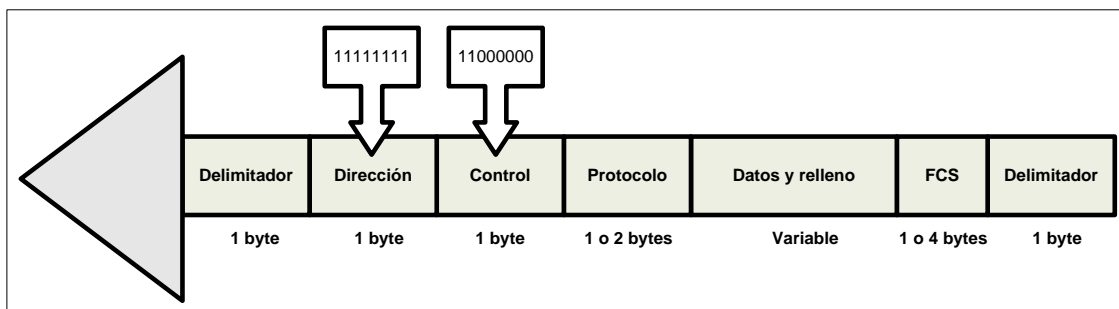 11111111 11000000
Delimitador Dirección Control Protocolo Datos y relleno FCS Delimitador
1 byte 1 byte 1 byte 1 o 2 bytes Variable 1 o 4 bytes 1 byte